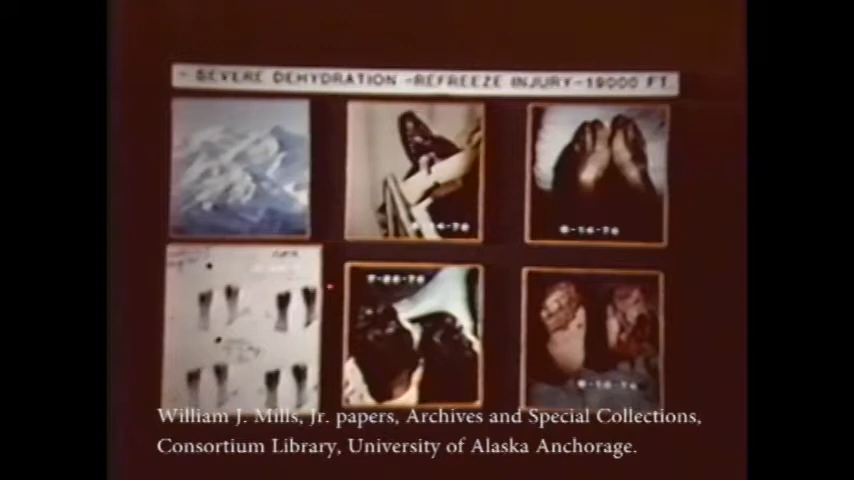 - SEVERE DEHYDRATION -REFREEZE INJURY-19000 FT.
William J. Mills, Jr. papers, Archives and Special Collections,
Consortium Library, University of Alaska Anchorage.